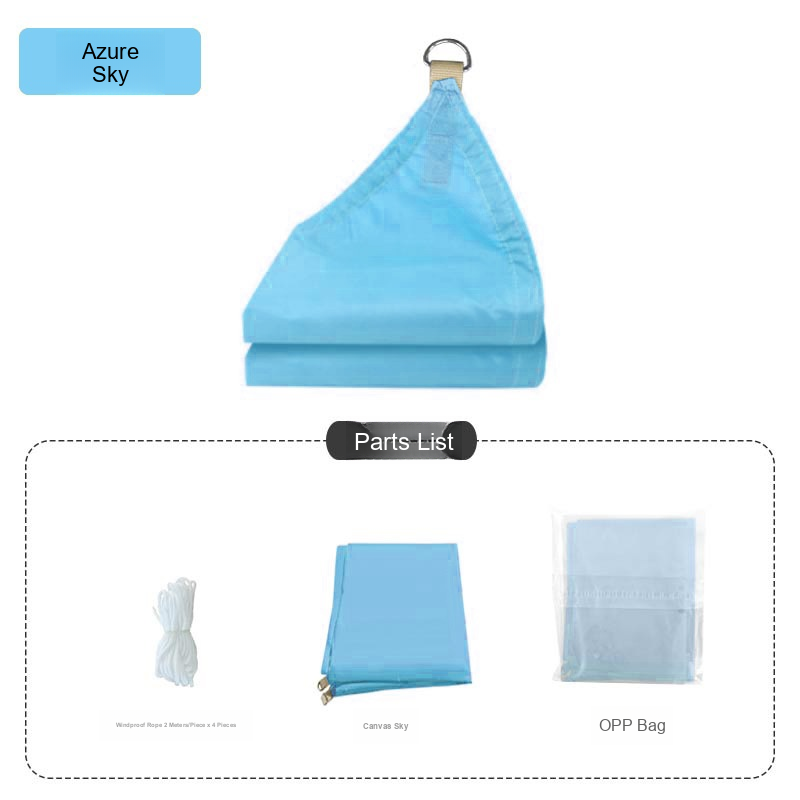 Azure
Sky
Parts List
Windproof Rope 2 Meters/Piece x 4 Pieces
Canvas Sky
OPP Bag